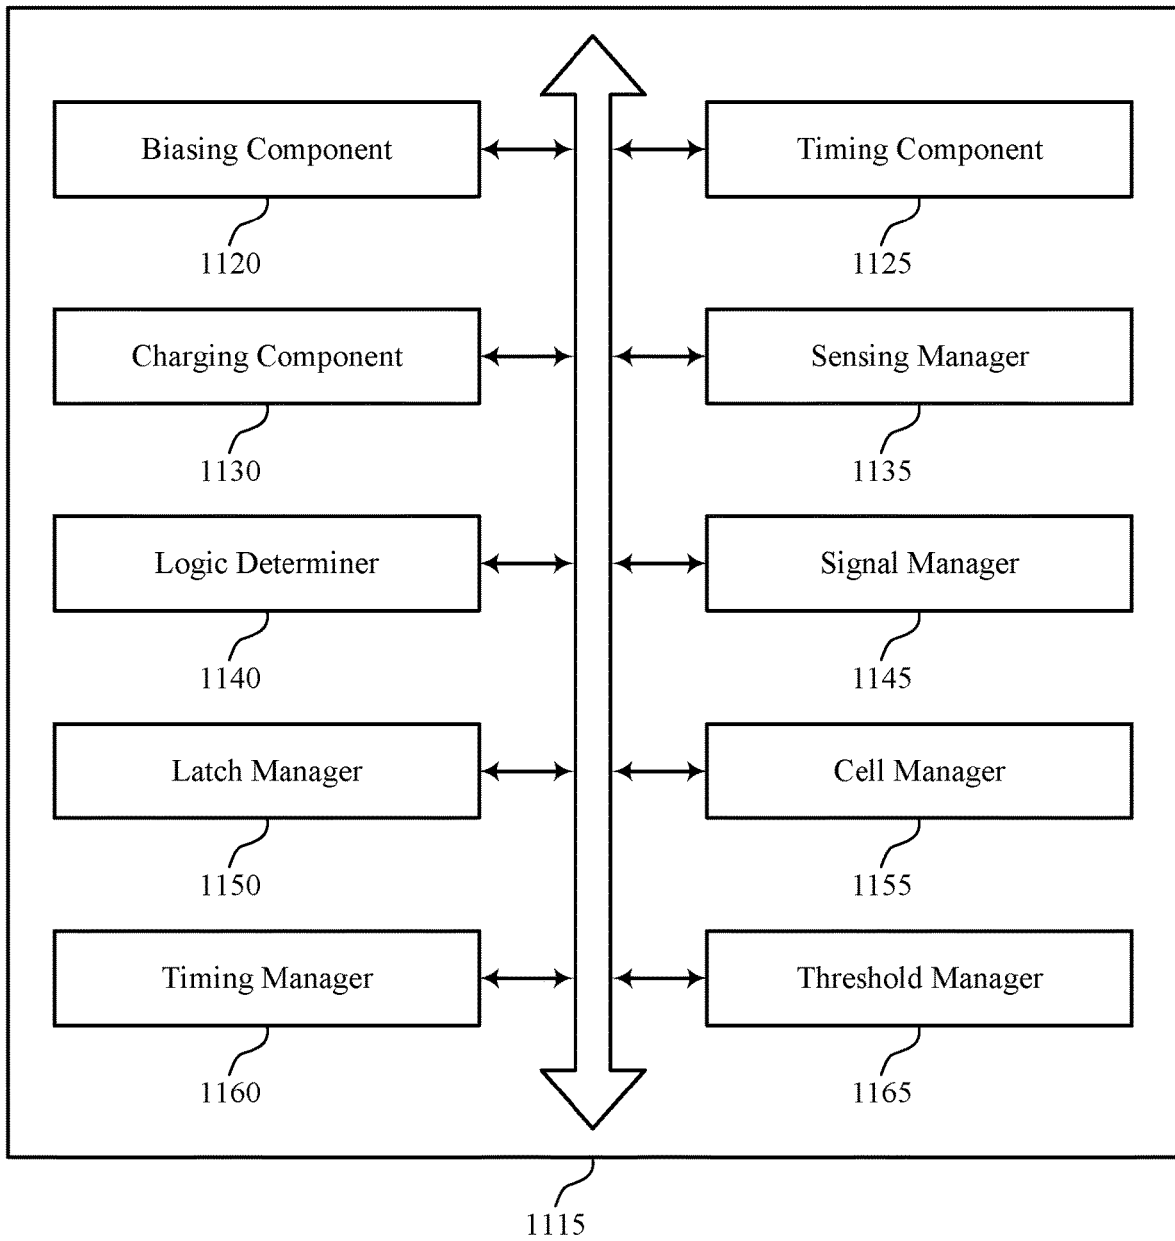 Biasing Component
Timing Component
1120
1125
Charging Component
Sensing Manager
1130
1135
Logic Determiner
Signal Manager
1140
1145
Latch Manager
Cell Manager
1150
1155
Timing Manager
Threshold Manager
1160
1165
1115